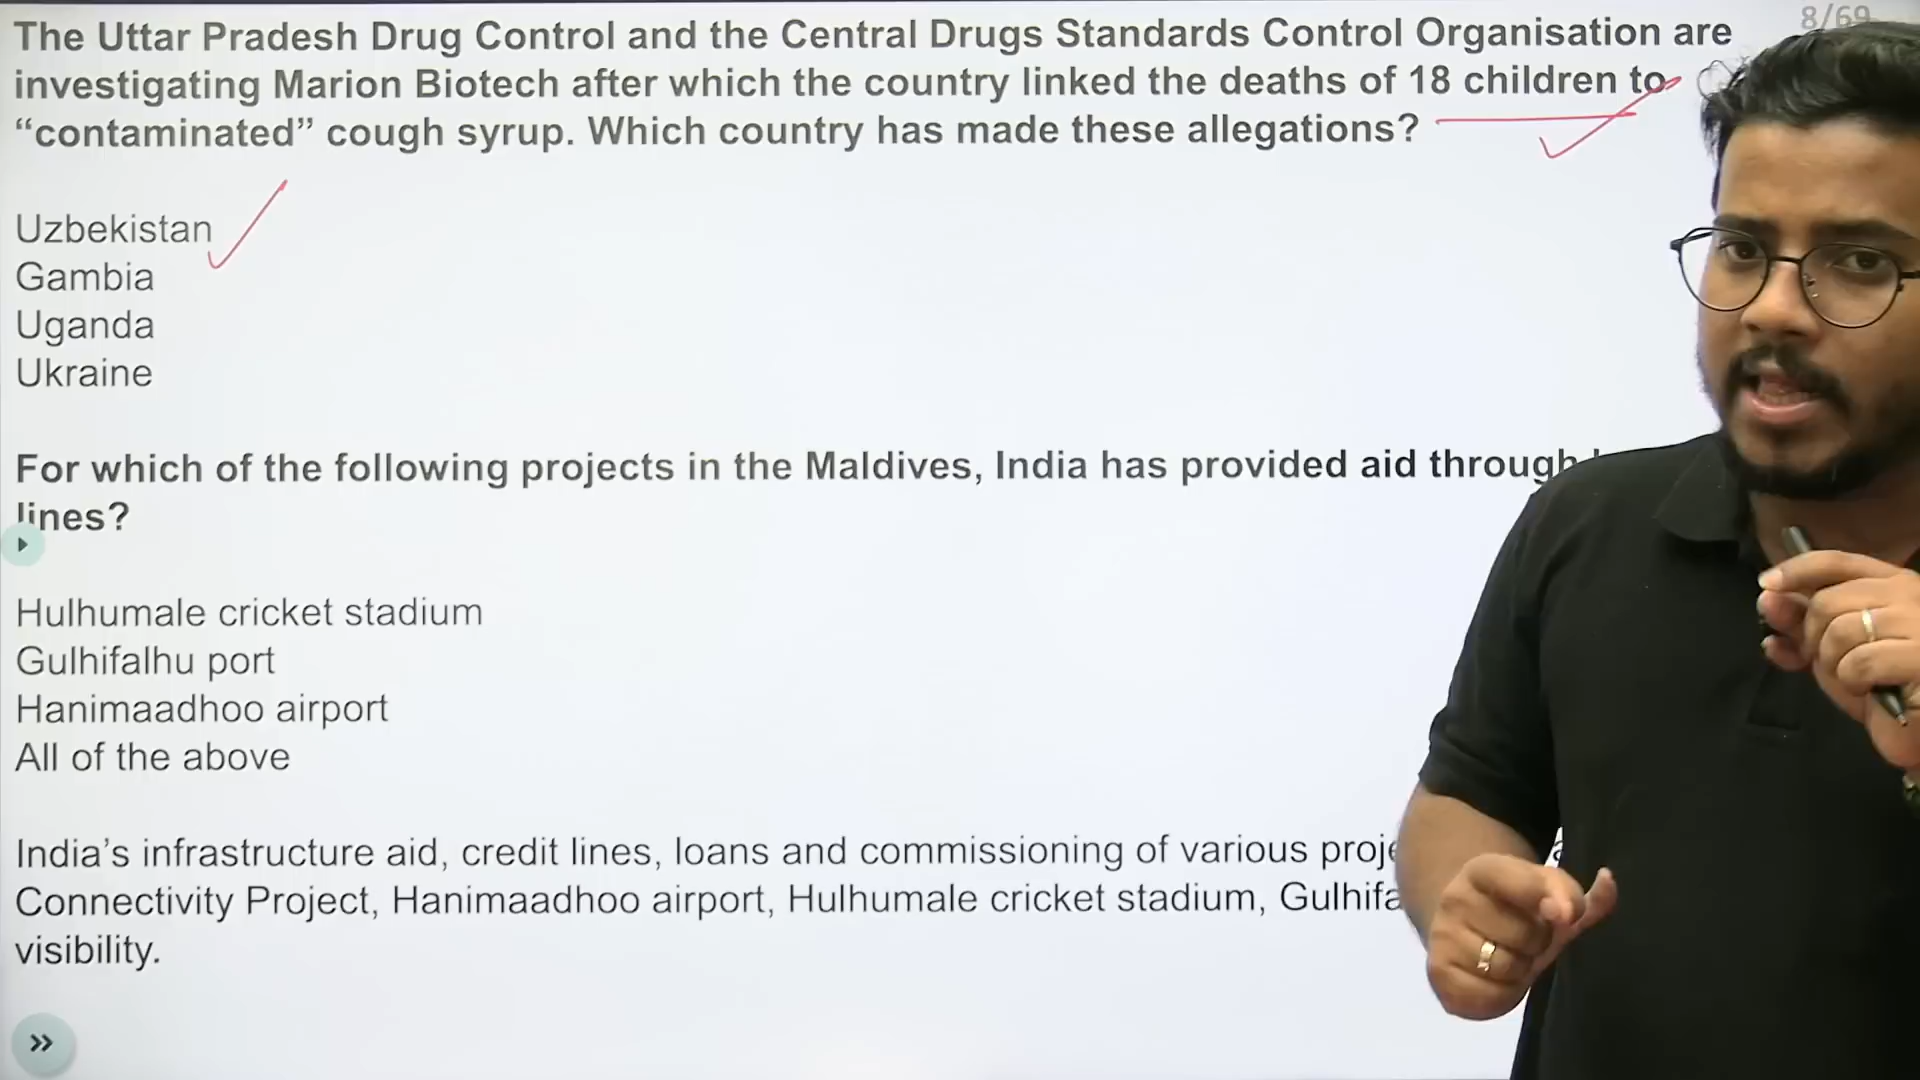 8/69
The Uttar Pradesh Drug Control and the Central Drugs Standards Control Organisation are
investigating Marion Biotech after which the country linked the deaths of 18 children to
“contaminated” cough syrup. Which country has made these allegations?
Uzbekistan
Gambia
Uganda
Ukraine
For which of the following projects in the Maldives, India has provided aid through
lines?
Hulhumale cricket stadium
Gulhifalhu port
Hanimaadhoo airport
All of the above
India’s infrastructure aid, credit lines, loans and commissioning of various
Connectivity Project, Hanimaadhoo airport, Hulhumale cricket stadium,
visibility.